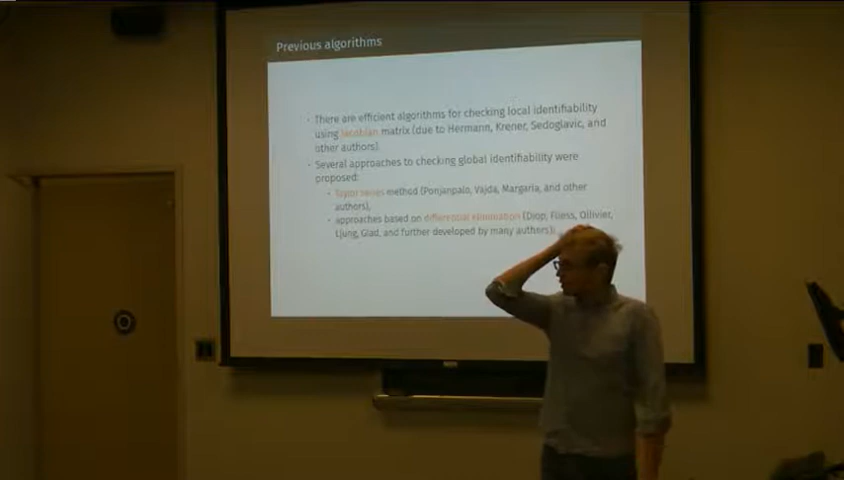 Previous algorithms
· There are efficient algorithms for checking local identifiability
using Jacobian matrix (due to Hermann, Krener, Sedoglavic, and
other authors).
· Several approaches to checking global identifiability were
proposed:
· Taylor series method (Ponjanpalo, Vajda, Margaria, and other
authors),
· approaches based on differential elimination (Diop, Fliess, Ollivier,
Ljung, Glad, and further developed by many authors);